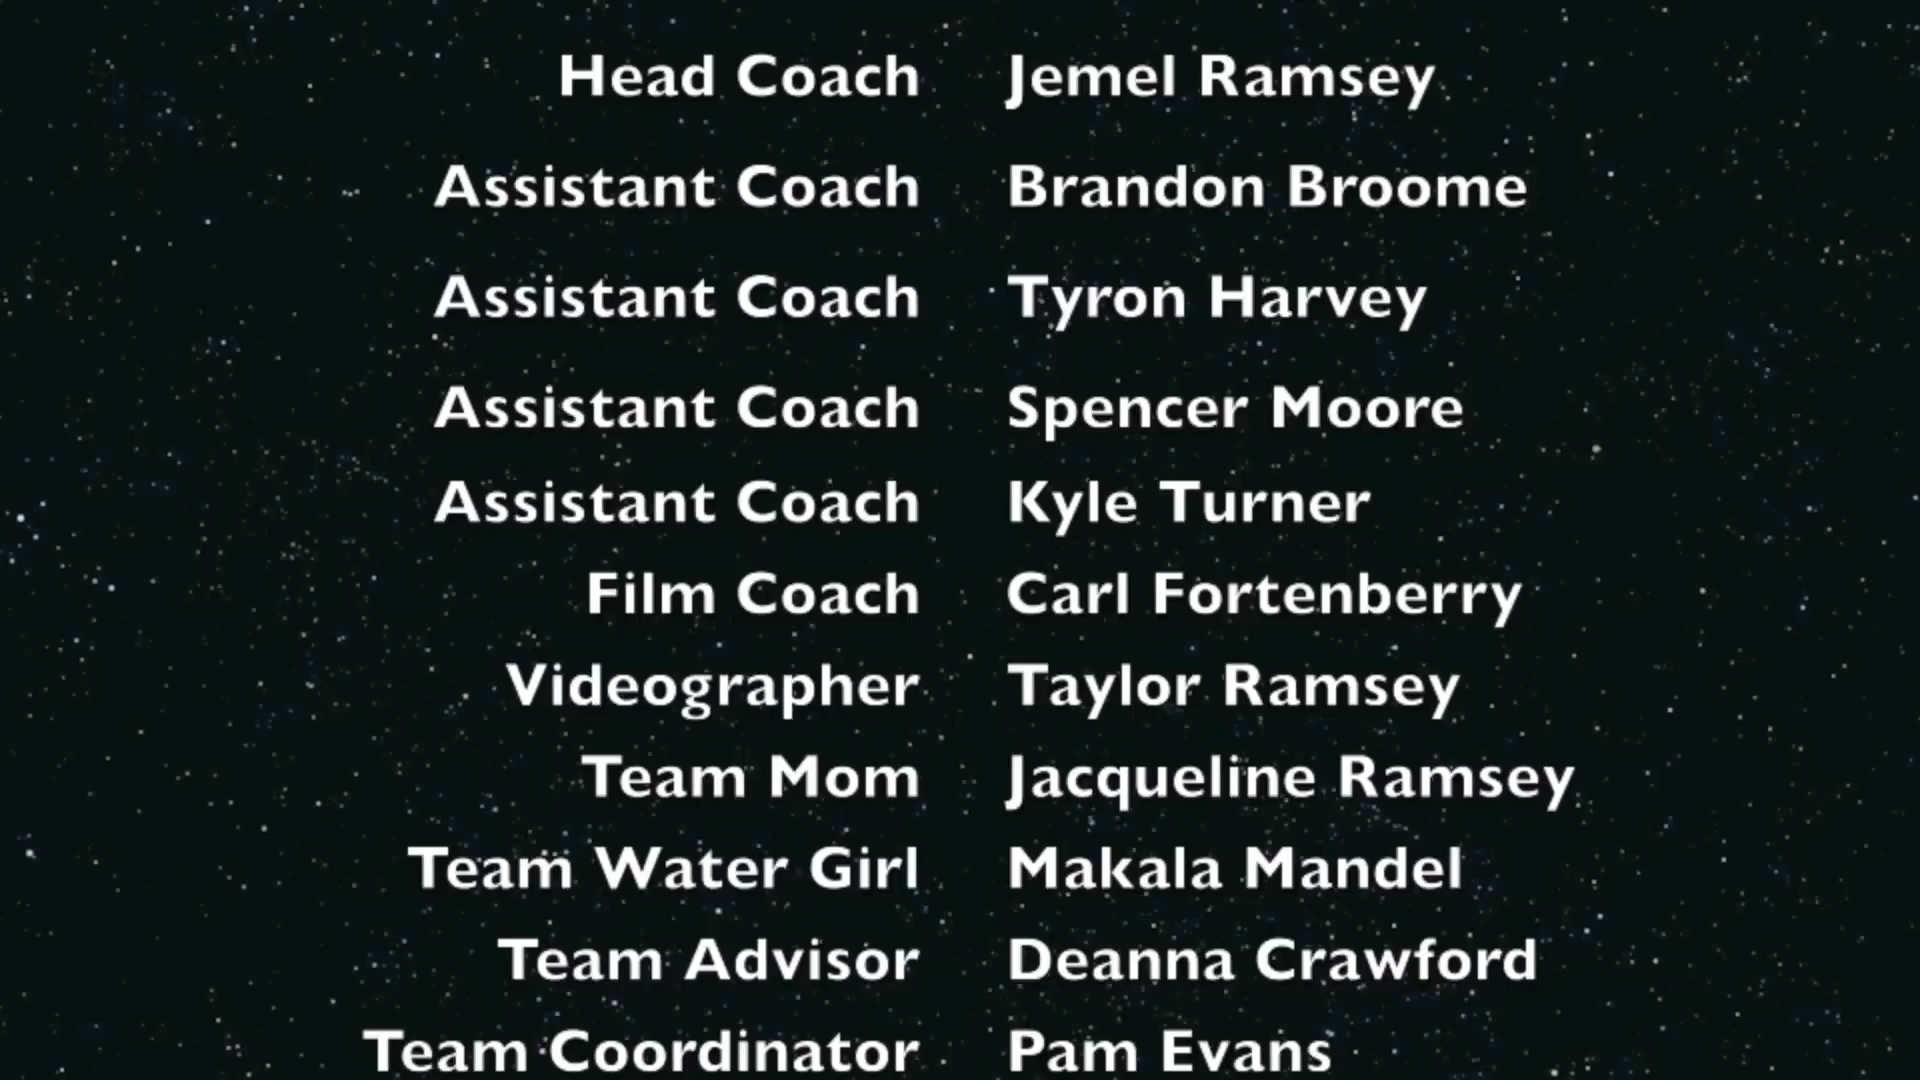 Head Coach Jemel Ramsey
Assistant Coach Brandon Broome
Assistant Coach Tyron Harvey
Assistant Coach Spencer Moore
Assistant Coach Kyle Turner
Film Coach Carl Fortenberry
Videographer Taylor Ramsey
Team Mom Jacqueline Ramsey
Team Water Girl Makala Mandel
Team Advisor Deanna Crawford
Team Coordinator Pam Evans